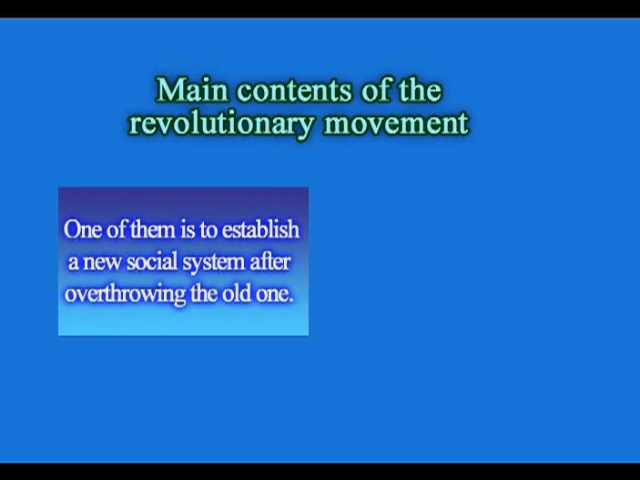 Main contents of the
revolutionary movement
One of them is to establish
a new social system after
overthrowing the old one.